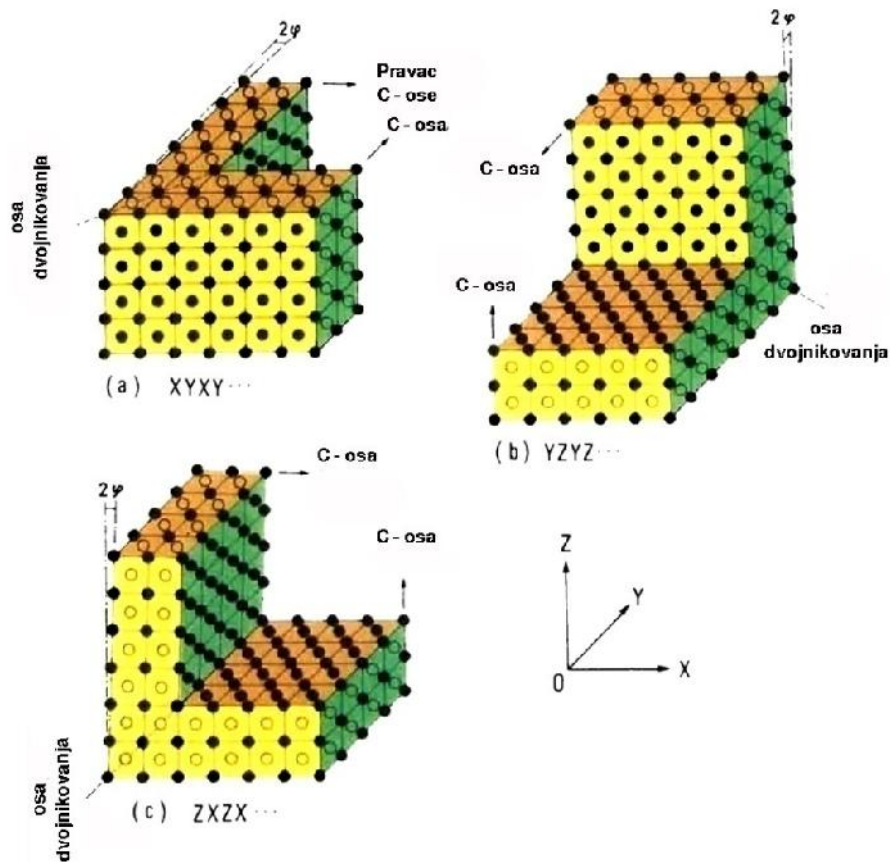 2φ
Pravac
C-ose
C-osa
osa
dvojnikovanja
(a) XYXY...
2φ
C-osa
C-osa
osa
dvojnikovanja
(b) YZYZ...
2φ
C-osa
C-osa
osa
dvojnikovanja
(c) ZXZX...
Z
Y
O
X